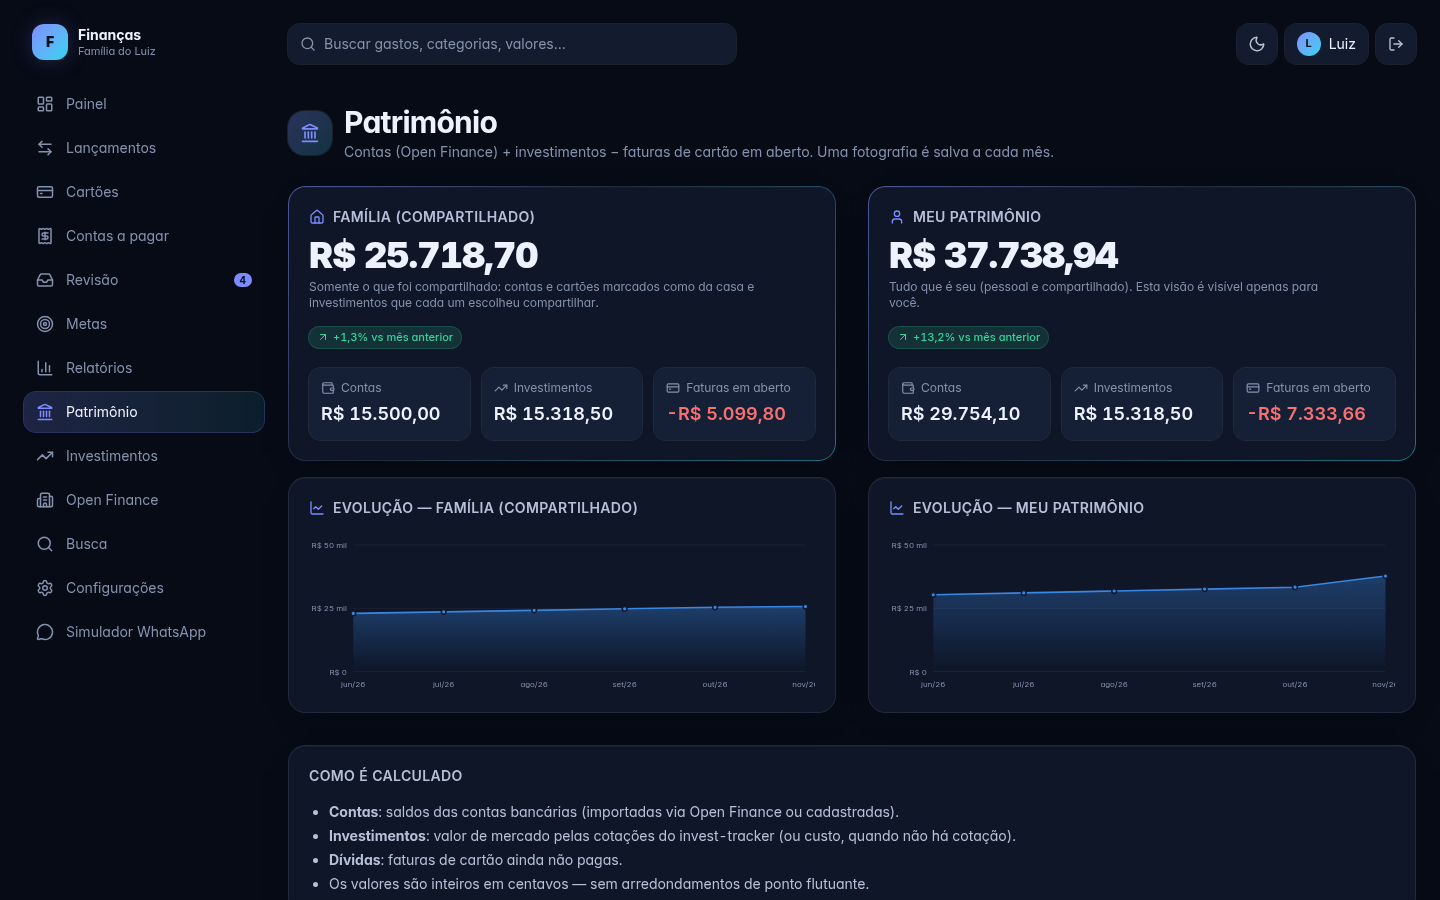 F
Finanças
Família do Luiz
Buscar gastos, categorias, valores...
L
Luiz
Painel
Lançamentos
Cartões
Contas a pagar
Revisão
4
Metas
Relatórios
Patrimônio
Investimentos
Open Finance
Busca
Configurações
Simulador WhatsApp
Patrimônio
Contas (Open Finance) + investimentos − faturas de cartão em aberto. Uma fotografia é salva a cada mês.
FAMÍLIA (COMPARTILHADO)
R$ 25.718,70
Somente o que foi compartilhado: contas e cartões marcados como da casa e
investimentos que cada um escolheu compartilhar.
+1,3% vs mês anterior
Contas
R$ 15.500,00
Investimentos
R$ 15.318,50
Faturas em aberto
-R$ 5.099,80
MEU PATRIMÔNIO
R$ 37.738,94
Tudo que é seu (pessoal e compartilhado). Esta visão é visível apenas para
você.
+13,2% vs mês anterior
Contas
R$ 29.754,10
Investimentos
R$ 15.318,50
Faturas em aberto
-R$ 7.333,66
EVOLUÇÃO — FAMÍLIA (COMPARTILHADO)
R$ 50 mil
R$ 25 mil
R$ 0
jun/26 jul/26 ago/26 set/26 out/26 nov/26
EVOLUÇÃO — MEU PATRIMÔNIO
R$ 50 mil
R$ 25 mil
R$ 0
jun/26 jul/26 ago/26 set/26 out/26 nov/26
COMO É CALCULADO
• Contas: saldos das contas bancárias (importadas via Open Finance ou cadastradas).
• Investimentos: valor de mercado pelas cotações do invest-tracker (ou custo, quando não há cotação).
• Dívidas: faturas de cartão ainda não pagas.
• Os valores são inteiros em centavos — sem arredondamentos de ponto flutuante.